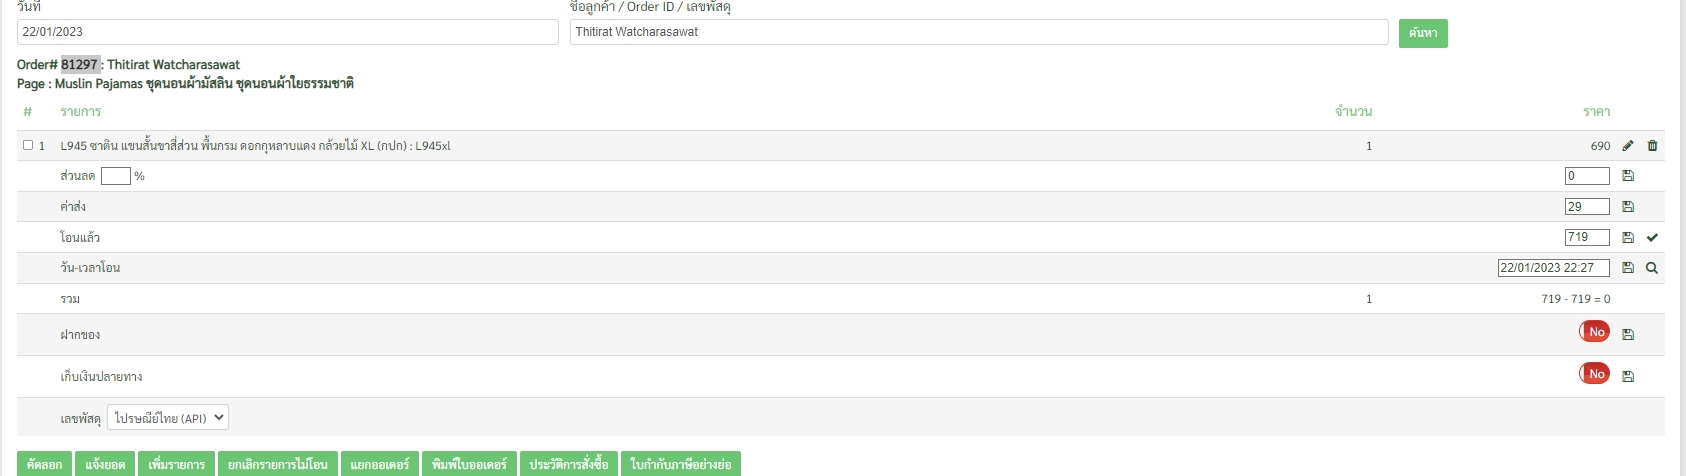 วันที่ ชื่อลูกค้า / Order ID / เลขพัสดุ
22/01/2023 Thitirat Watcharasawat ค้นหา
Order# 81297 : Thitirat Watcharasawat
Page : Muslin Pajamas ชุดนอนผ้ามัสลิน ชุดนอนผ้าใยธรรมชาติ
# รายการ จำนวน ราคา
1 L945 ซาติน แขนสั้นขาสี่ส่วน พื้นกรม ดอกกุหลาบแดง กล้วยไม้ XL (กปก) : L945xl 1 690
ส่วนลด % 0
ค่าส่ง 29
โอนแล้ว 719
วัน-เวลาโอน 22/01/2023 22:27
รวม 1 719 - 719 = 0
ฝากของ No
เก็บเงินปลายทาง No
เลขพัสดุ ไปรษณีย์ไทย (API)
คัดลอก แจ้งยอด เพิ่มรายการ ยกเลิกรายการไม่โอน แยกออเดอร์ พิมพ์ใบออเดอร์ ประวัติการสั่งซื้อ ใบกำกับภาษีอย่างย่อ